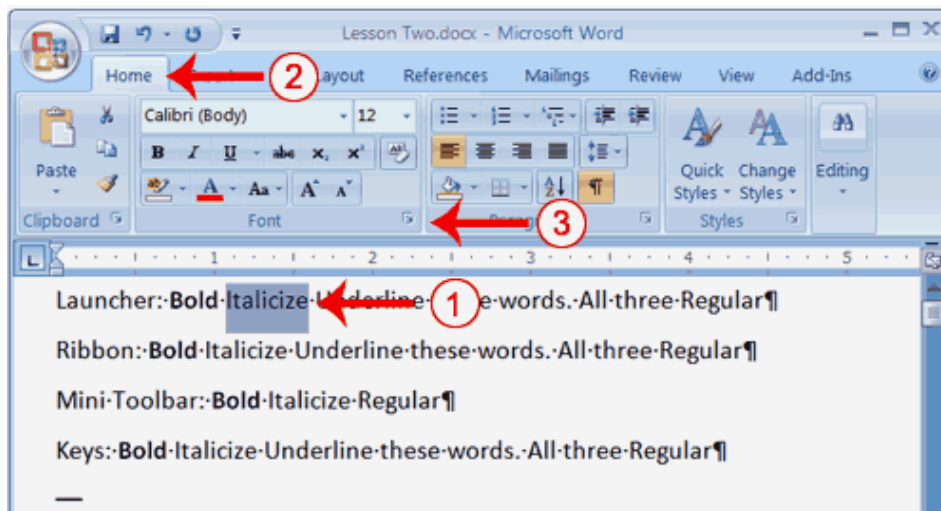 Lesson Two.docx - Microsoft Word
Home 2 Layout References Mailings Review View Add-Ins
Calibri (Body) 12
B I U abe x₂ x²
Paste
A Aa A A
Quick Styles Change Styles Editing
Clipboard Font 3 Styles
L 1 2 3 4 5
Launcher:·Bold·Italicize·Underline· 1 ·words.·All·three·Regular¶
Ribbon:·Bold·Italicize·Underline·these·words.·All·three·Regular¶
Mini·Toolbar:·Bold·Italicize·Regular¶
Keys:·Bold·Italicize·Underline·these·words.·All·three·Regular¶